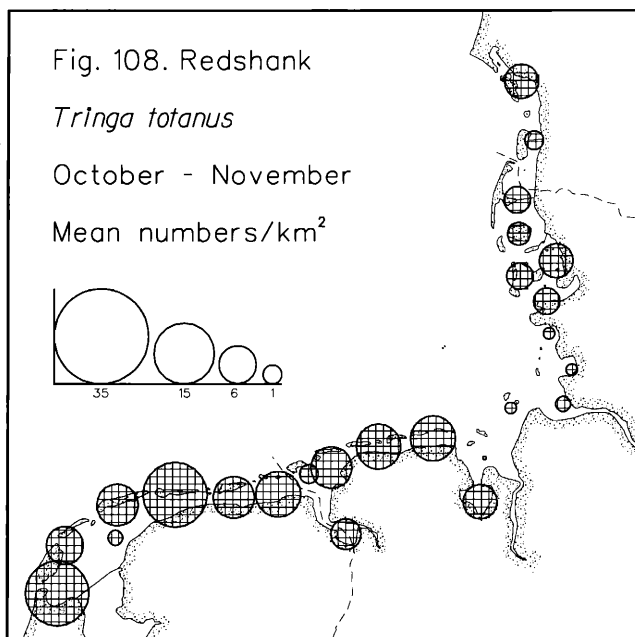 Fig. 108. Redshank
Tringa totanus
October - November
Mean numbers/km²
35 15 6 1